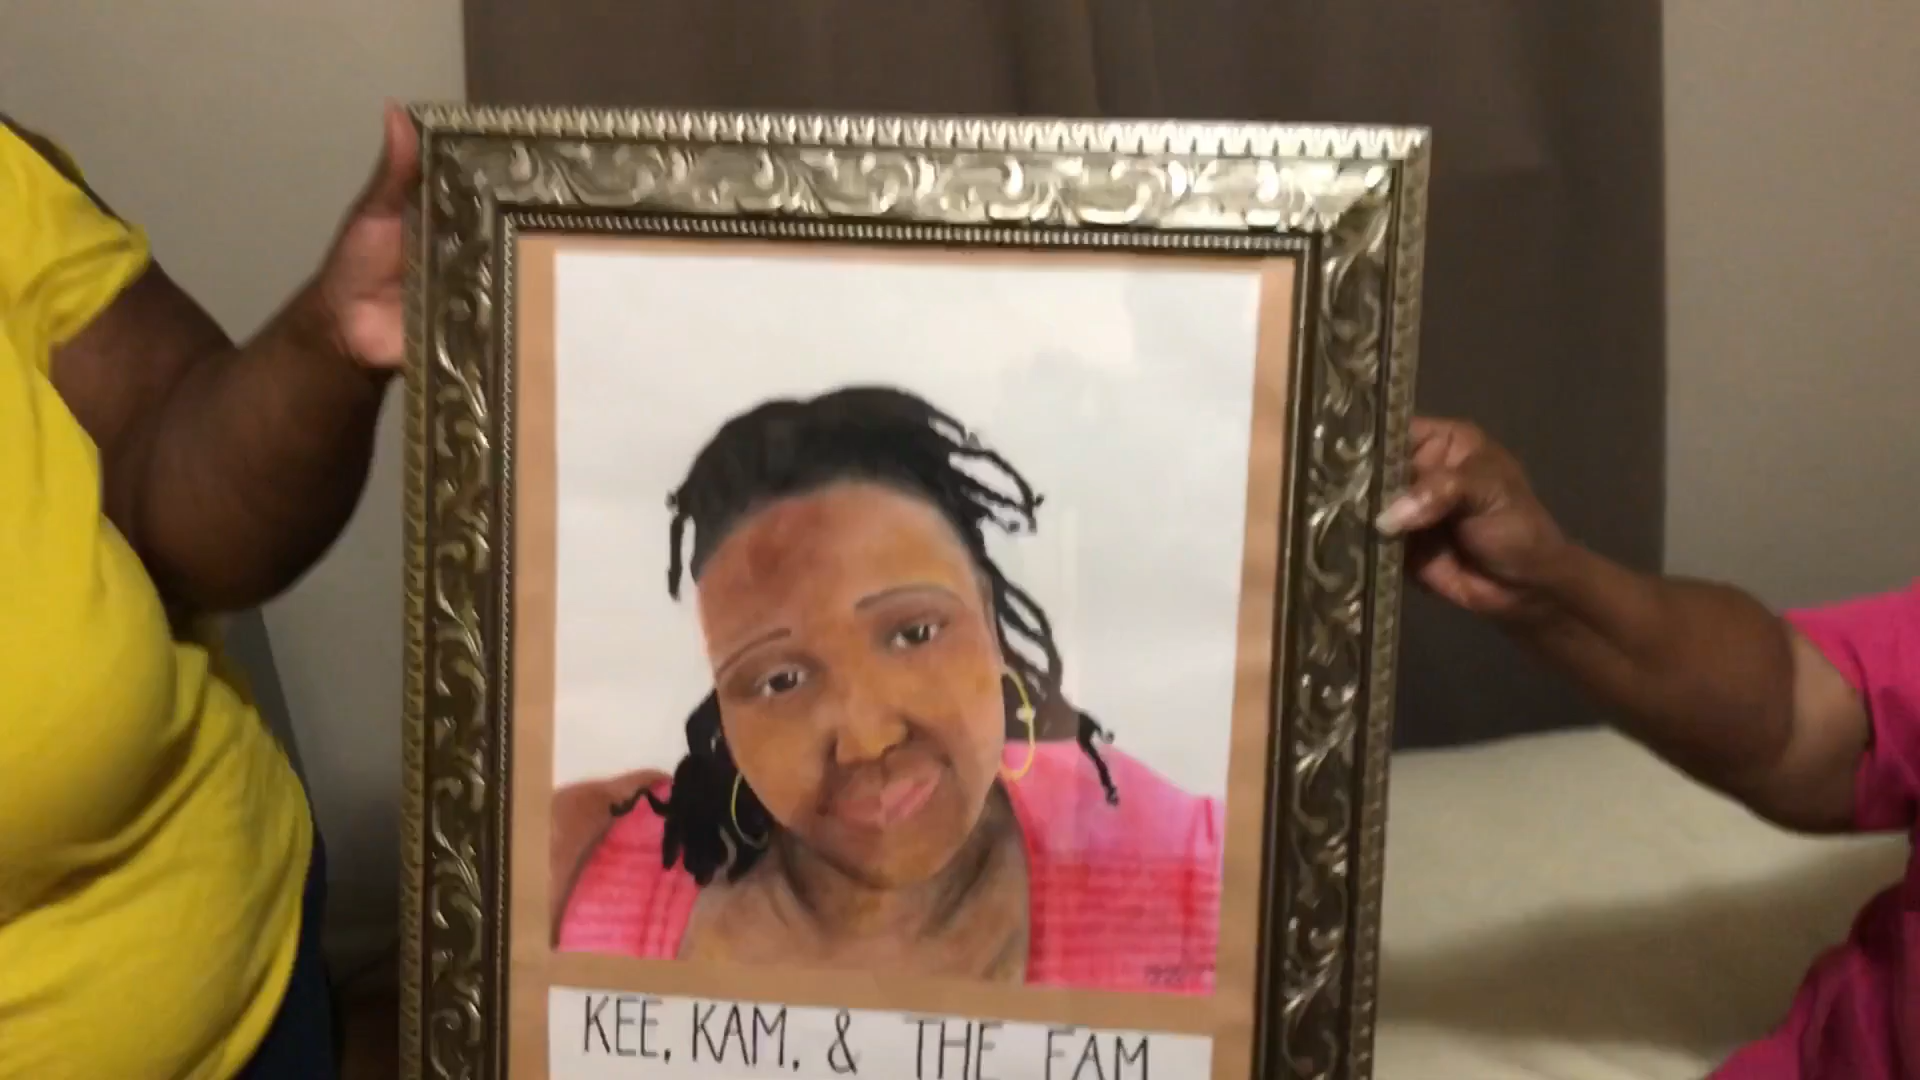 KEE, KAM, & THE FAM